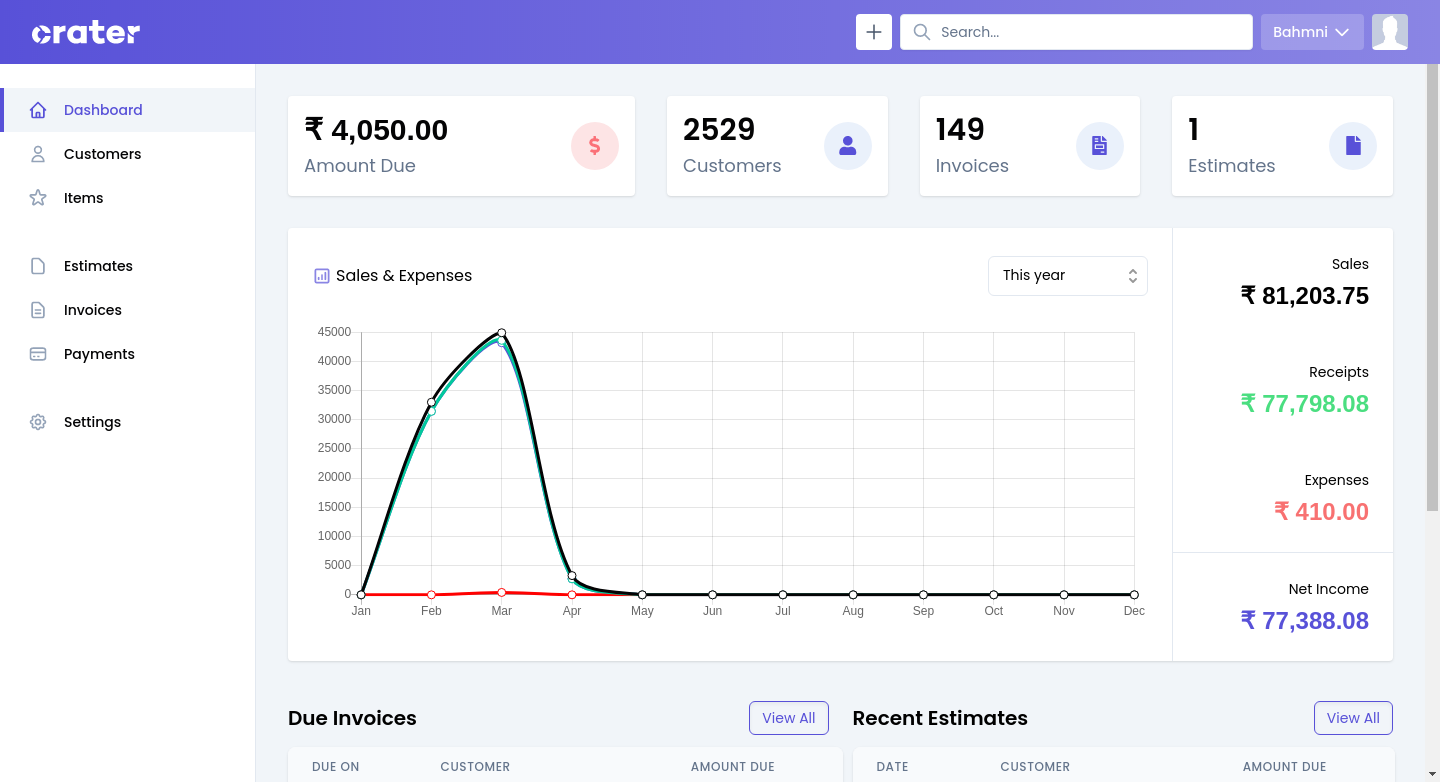 crater
Search...
Bahmni
Dashboard
Customers
Items
Estimates
Invoices
Payments
Settings
₹ 4,050.00
Amount Due
2529
Customers
149
Invoices
1
Estimates
Sales & Expenses
This year
45000
40000
35000
30000
25000
20000
15000
10000
5000
0
Jan Feb Mar Apr May Jun Jul Aug Sep Oct Nov Dec
Sales
₹ 81,203.75
Receipts
₹ 77,798.08
Expenses
₹ 410.00
Net Income
₹ 77,388.08
Due Invoices
View All
DUE ON CUSTOMER AMOUNT DUE
Recent Estimates
View All
DATE CUSTOMER AMOUNT DUE